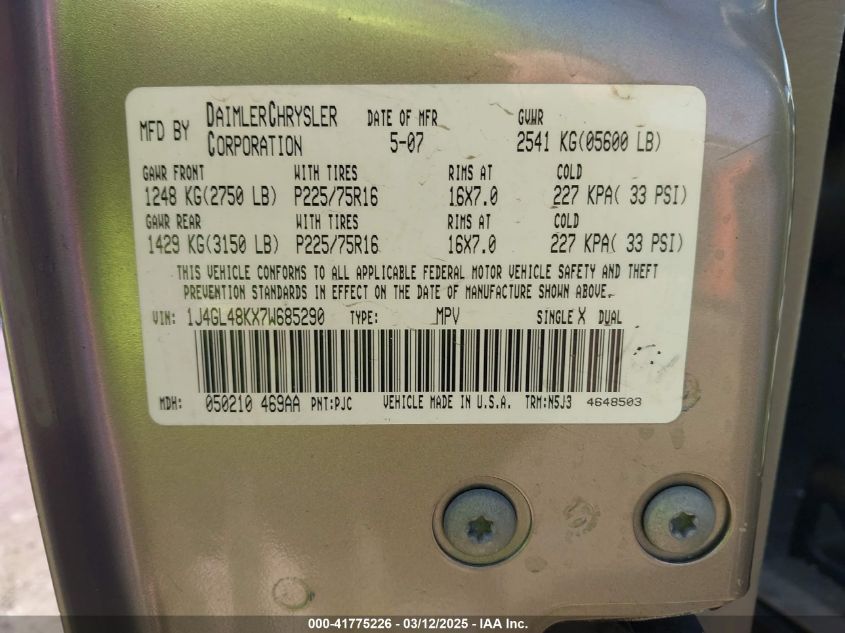 MFD BY DAIMLERCHRYSLER CORPORATION DATE OF MFR 5-07 GVWR 2541 KG(05600 LB)
GAWR FRONT WITH TIRES RIMS AT COLD
1248 KG(2750 LB) P225/75R16 16X7.0 227 KPA( 33 PSI)
GAWR REAR WITH TIRES RIMS AT COLD
1429 KG(3150 LB) P225/75R16 16X7.0 227 KPA( 33 PSI)
THIS VEHICLE CONFORMS TO ALL APPLICABLE FEDERAL MOTOR VEHICLE SAFETY AND THEFT
PREVENTION STANDARDS IN EFFECT ON THE DATE OF MANUFACTURE SHOWN ABOVE.
VIN: 1J4GL48KX7W685290 TYPE: MPV SINGLE X DUAL
MDH: 050210 469AA PNT:PJC VEHICLE MADE IN U.S.A. TRM:N5J3 4648503
000-41775226 - 03/12/2025 - IAA Inc.